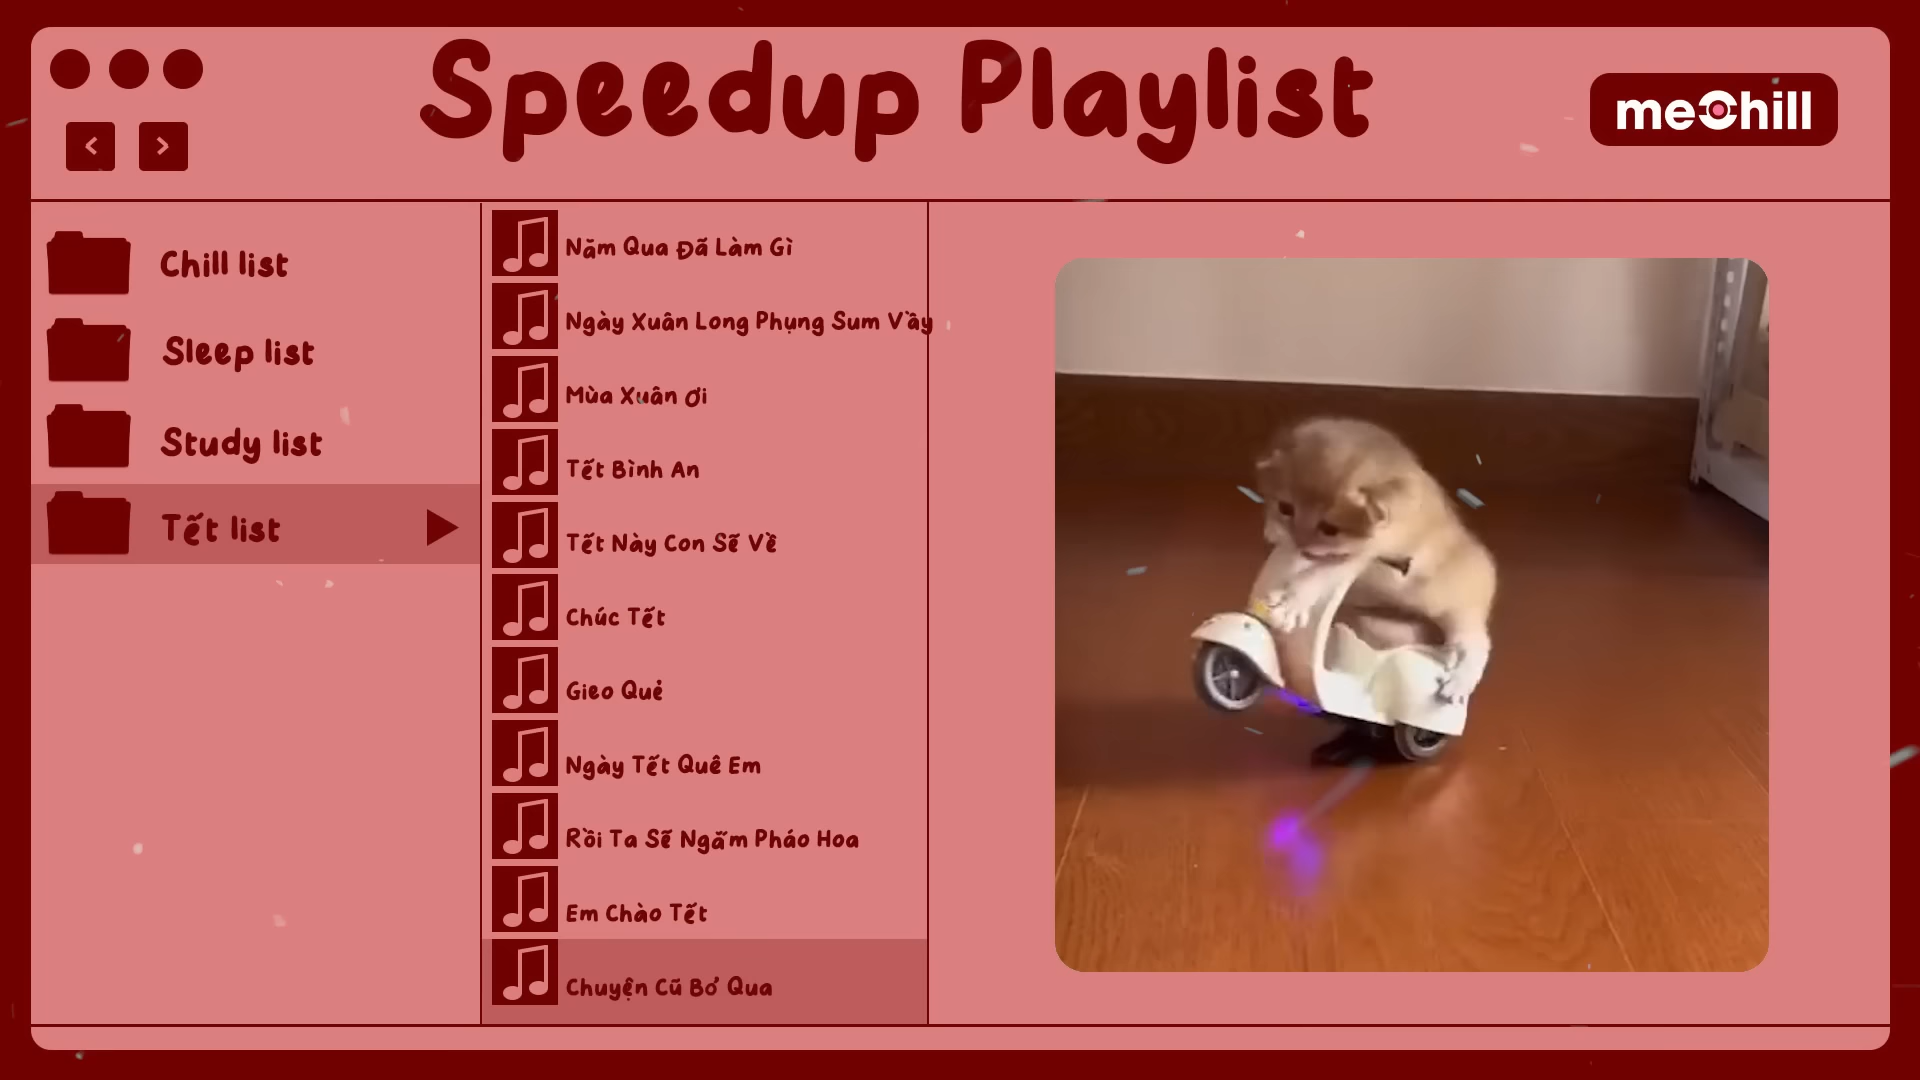 Speedup Playlist
meChill
Chill list
Sleep list
Study list
Tết list
Năm Qua Đã Làm Gì
Ngày Xuân Long Phụng Sum Vầy
Mùa Xuân ơi
Tết Bình An
Tết Này Con Sẽ Về
Chúc Tết
Gieo Quẻ
Ngày Tết Quê Em
Rồi Ta Sẽ Ngắm Pháo Hoa
Em Chào Tết
Chuyện Cũ Bỏ Qua